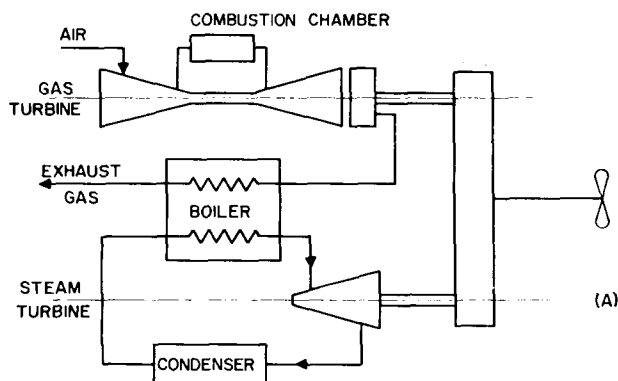 COMBUSTION CHAMBER
AIR
GAS
TURBINE
EXHAUST
GAS
BOILER
STEAM
TURBINE
(A)
CONDENSER